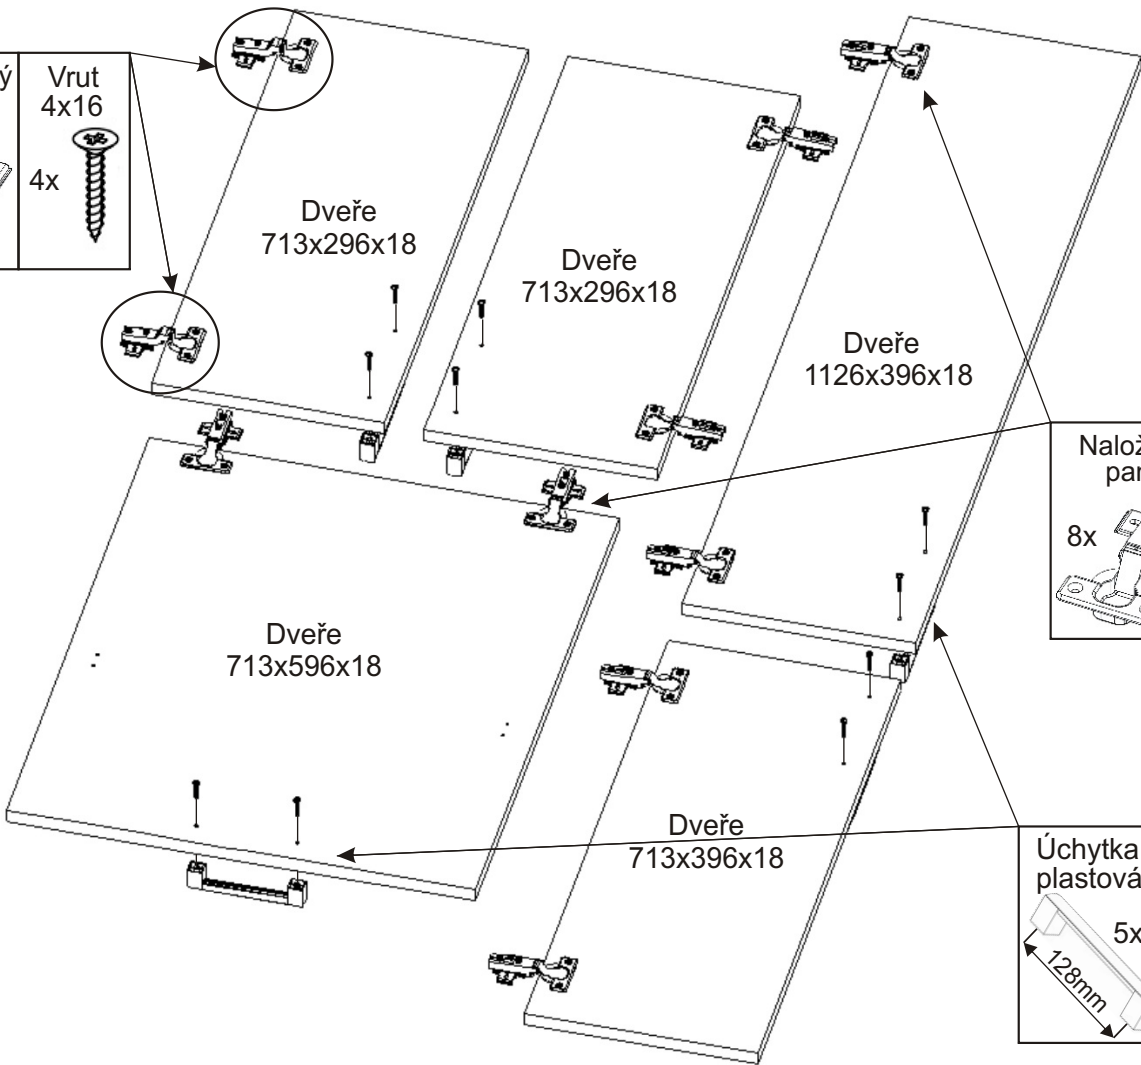 Vrut
4x16
4x
Dveře
713x296x18
Dveře
713x296x18
Dveře
1126x396x18
8x
Dveře
713x596x18
Dveře
713x396x18
Úchytka
plastová
5x
128mm